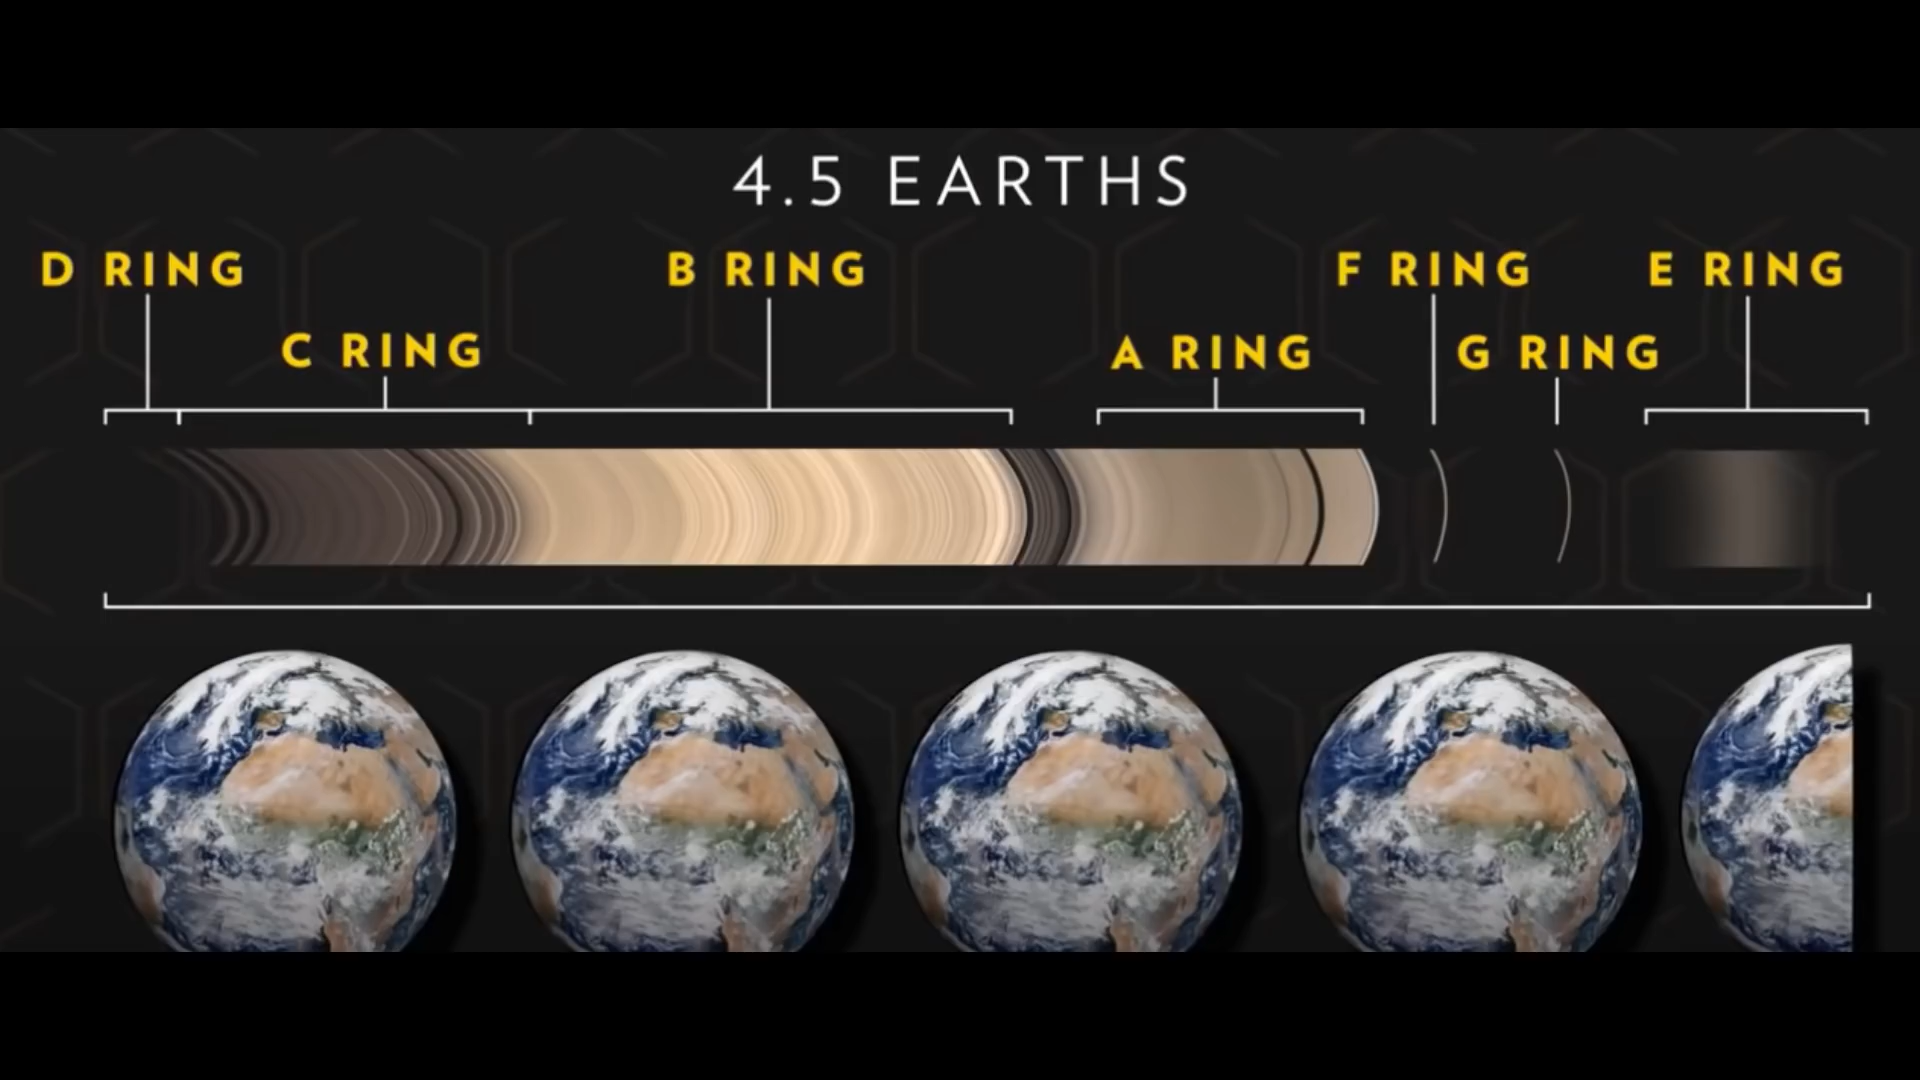 4.5 EARTHS
D RING
B RING
F RING
E RING
C RING
A RING
G RING